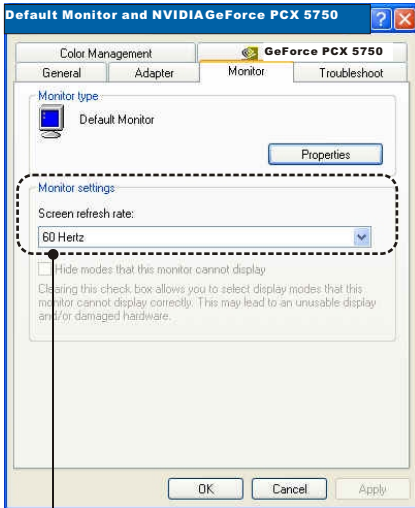 Default Monitor and NVIDIAGeForce PCX 5750
Color Management
GeForce PCX 5750
General
Adapter
Monitor
Troubleshoot
Monitor type
Default Monitor
Properties
Monitor settings
Screen refresh rate:
60 Hertz
Hide modes that this monitor cannot display
Clearing this check box allows you to select display modes that this
monitor cannot display correctly. This may lead to an unusable display
and/or damaged hardware.
OK
Cancel
Apply